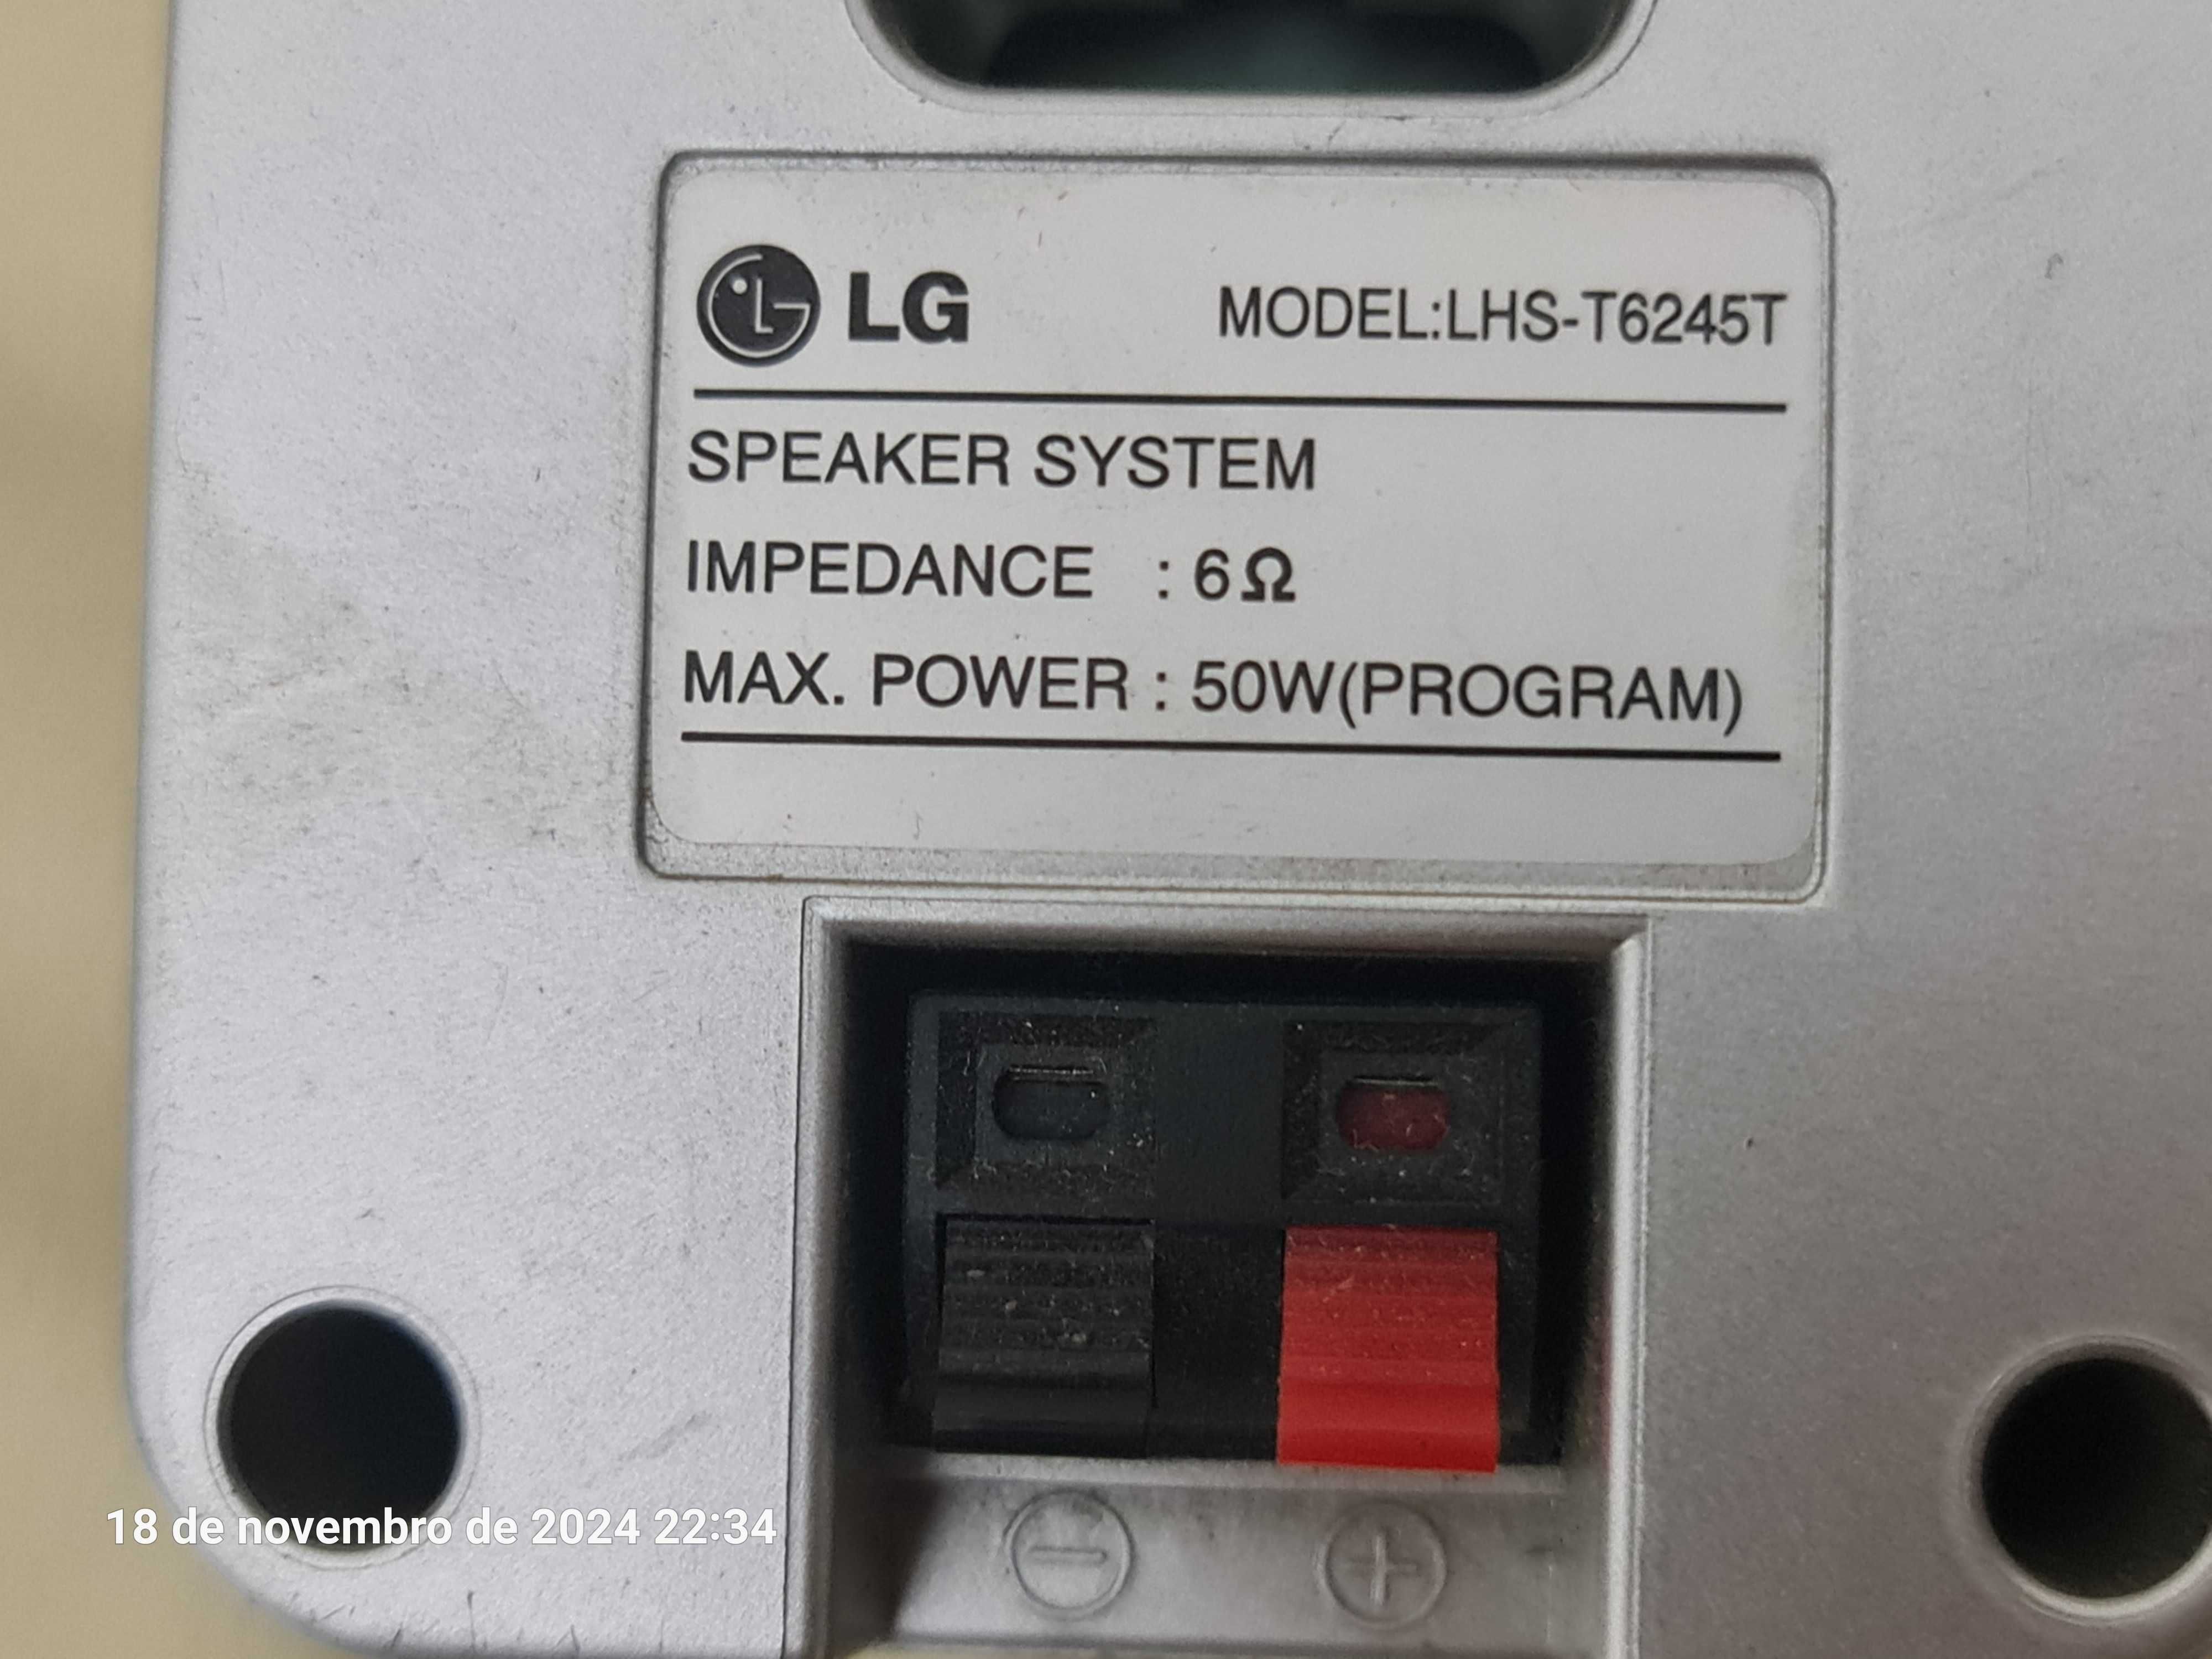 LG MODEL:LHS-T6245T
SPEAKER SYSTEM
IMPEDANCE : 6Ω
MAX. POWER : 50W(PROGRAM)
18 de novembro de 2024 22:34
- +